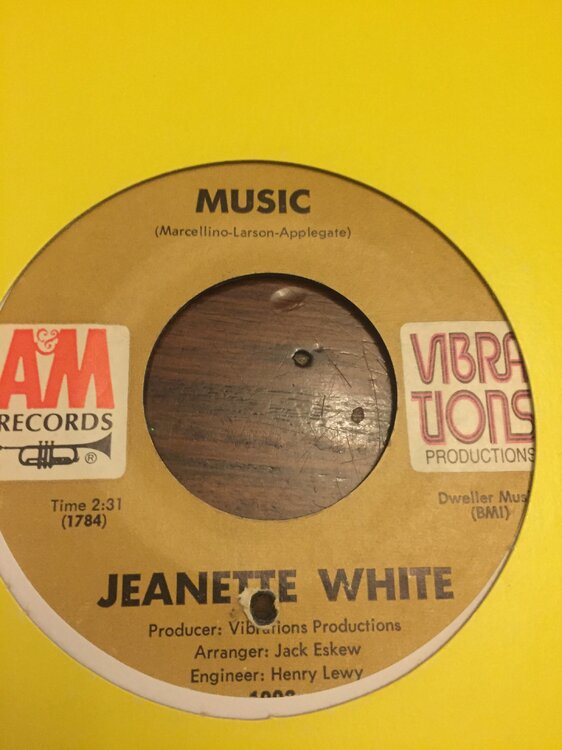 MUSIC
(Marcellino-Larson-Applegate)
A&M
RECORDS
®
VIBRA
TIONS
PRODUCTIONS
Time 2:31
(1784)
Dweller Mus
(BMI)
JEANETTE WHITE
Producer: Vibrations Productions
Arranger: Jack Eskew
Engineer: Henry Lewy